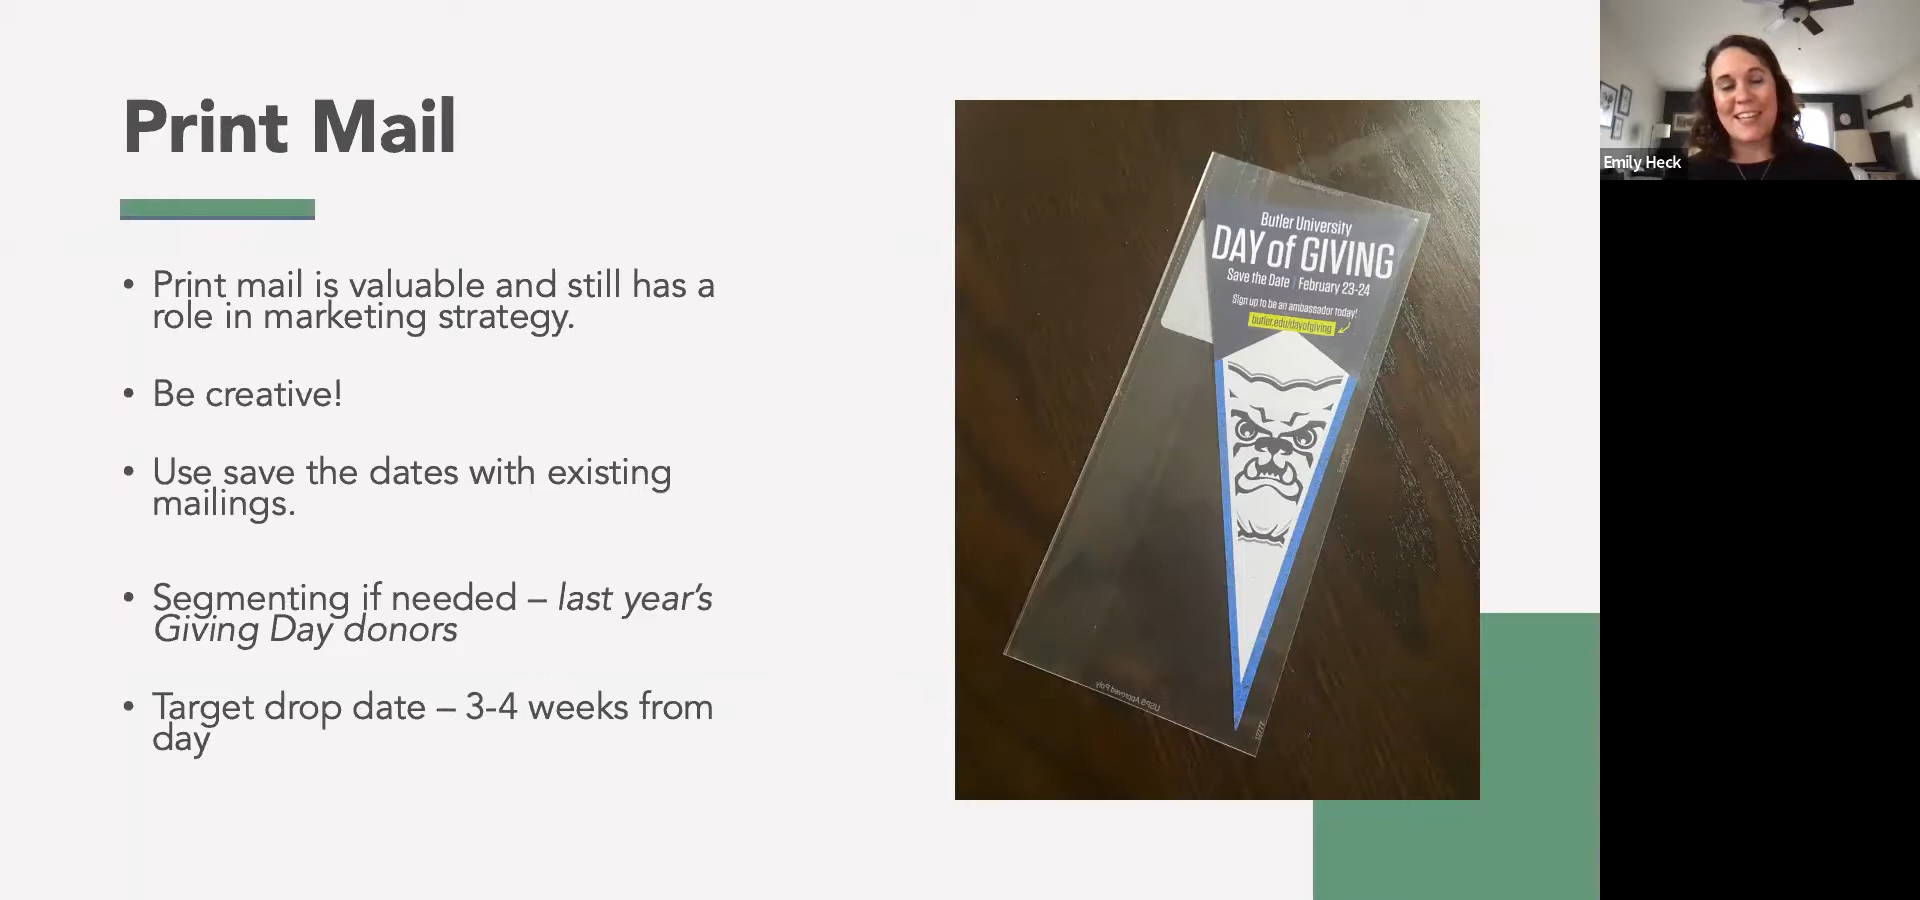 Print Mail
• Print mail is valuable and still has a
role in marketing strategy.
• Be creative!
• Use save the dates with existing
mailings.
• Segmenting if needed – last year's
Giving Day donors
• Target drop date – 3-4 weeks from
day
Butler University
DAY of GIVING
Save the Date | February 23-24
Sign up to be an ambassador today!
butler.edu/dayofgiving
USPS Approved Poly
Emily Heck